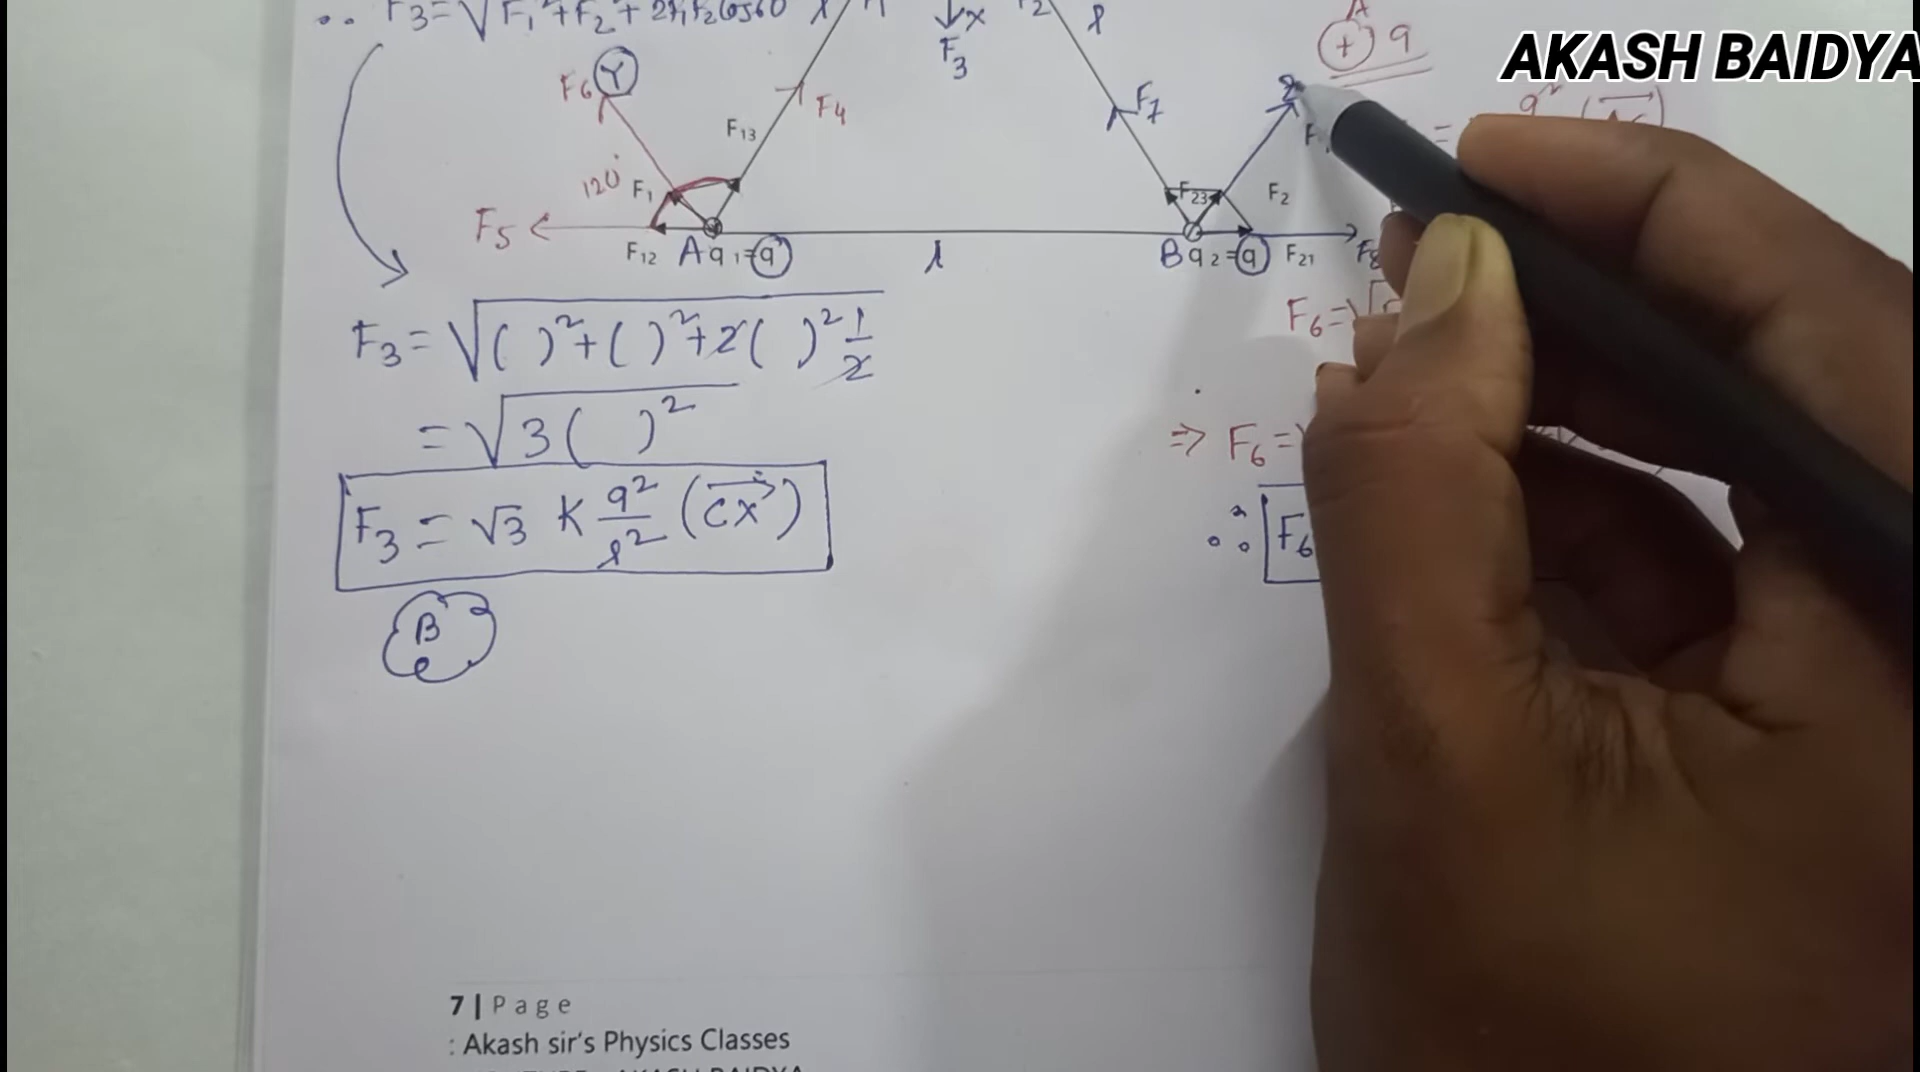 ∴ F₃=√F₁²+F₂²+2F₁F₂Cos60
AKASH BAIDYA
F₃ x
l
A
(+) q
F₆ Y
F₁₃ F₄
F₇
Z
q²
120° F₁
F₂₃
F₂
F₅
F₁₂ A q₁=q
l
B q₂=q F₂₁
F₆=√
F₃=√( )²+( )²+2( )² 1/2
=√3( )²
⇒ F₆=√
F₃ = √3 K q²/l² (CX)
∴ F₆
B
7 | Page
: Akash sir's Physics Classes